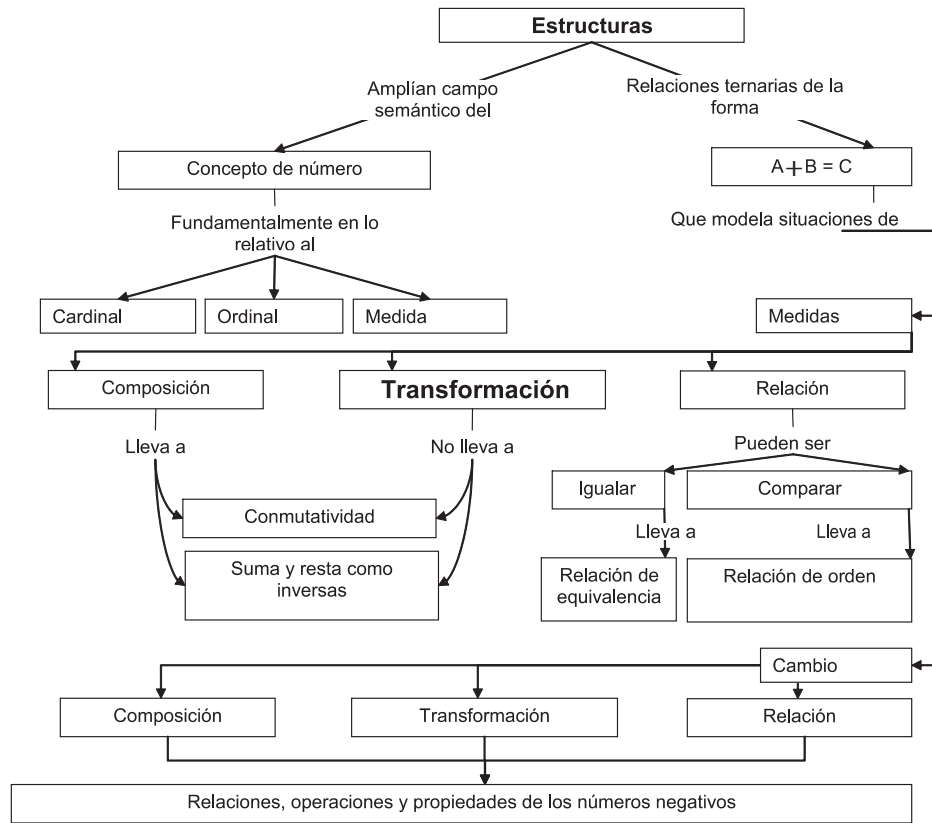 Estructuras
Amplían campo
semántico del
Relaciones ternarias de la
forma
Concepto de número
A+B = C
Fundamentalmente en lo
relativo al
Que modela situaciones de
Cardinal
Ordinal
Medida
Medidas
Composición
Transformación
Relación
Lleva a
No lleva a
Pueden ser
Igualar
Comparar
Conmutatividad
Lleva a
Lleva a
Suma y resta como
inversas
Relación de
equivalencia
Relación de orden
Cambio
Composición
Transformación
Relación
Relaciones, operaciones y propiedades de los números negativos